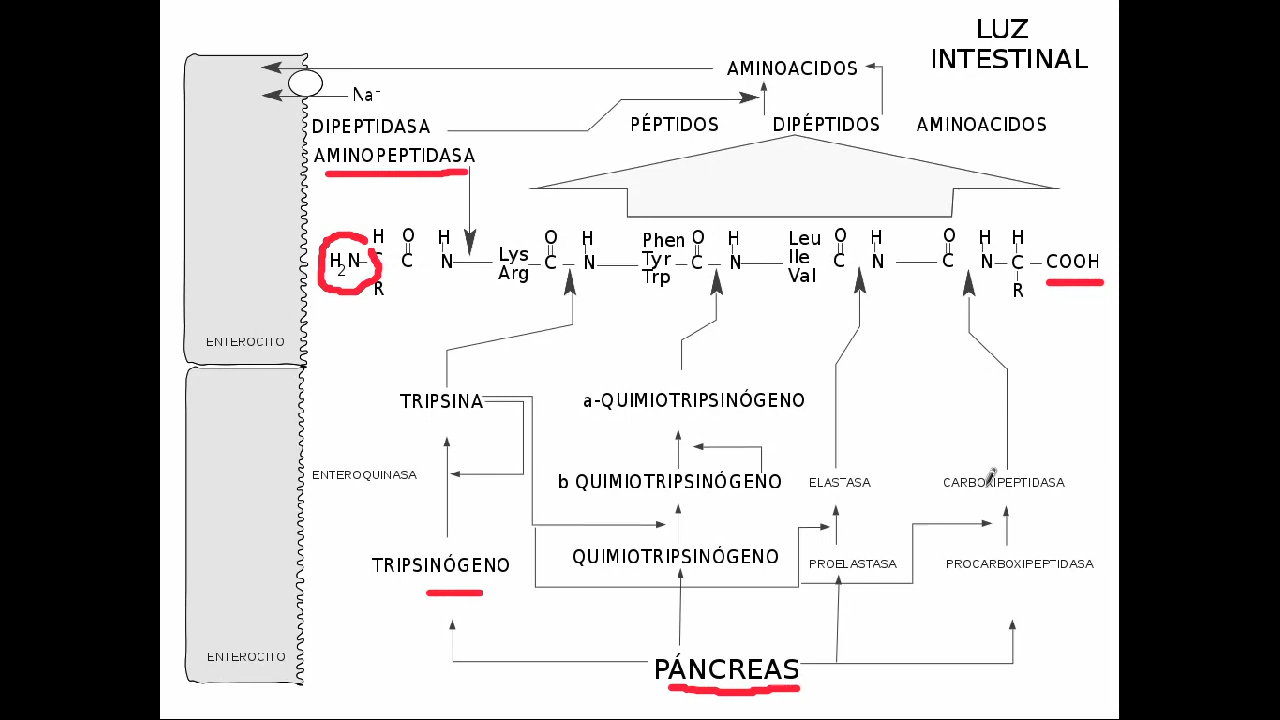 LUZ
INTESTINAL
AMINOACIDOS
Na⁺
DIPEPTIDASA
PÉPTIDOS
DIPÉPTIDOS
AMINOACIDOS
AMINOPEPTIDASA
H O H O H Phen O H Leu O H O H H
H₂N C N Lys C N Tyr C N Ile C N C N C COOH
Arg Trp Val
R R
ENTEROCITO
TRIPSINA
a-QUIMIOTRIPSINÓGENO
ENTEROQUINASA
b QUIMIOTRIPSINÓGENO
ELASTASA
CARBOXIPEPTIDASA
TRIPSINÓGENO
QUIMIOTRIPSINÓGENO
PROELASTASA
PROCARBOXIPEPTIDASA
ENTEROCITO
PÁNCREAS